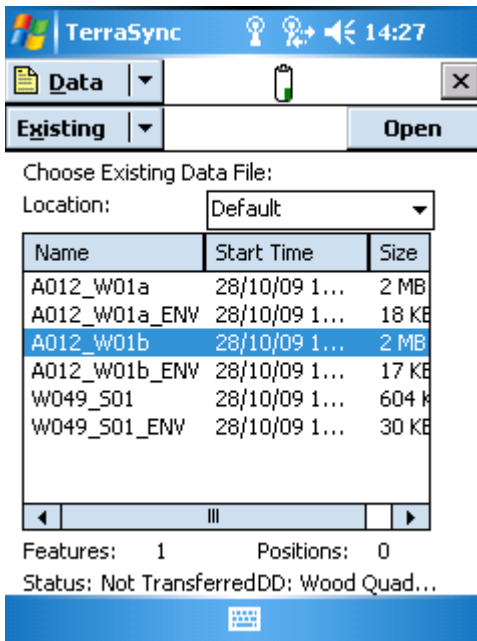 TerraSync 14:27
Data
Existing Open
Choose Existing Data File:
Location: Default
Name Start Time Size
A012_W01a 28/10/09 1... 2 MB
A012_W01a_ENV 28/10/09 1... 18 KB
A012_W01b 28/10/09 1... 2 MB
A012_W01b_ENV 28/10/09 1... 17 KB
W049_S01 28/10/09 1... 604 K
W049_S01_ENV 28/10/09 1... 30 KB
Features: 1 Positions: 0
Status: Not TransferredDD: Wood Quad...